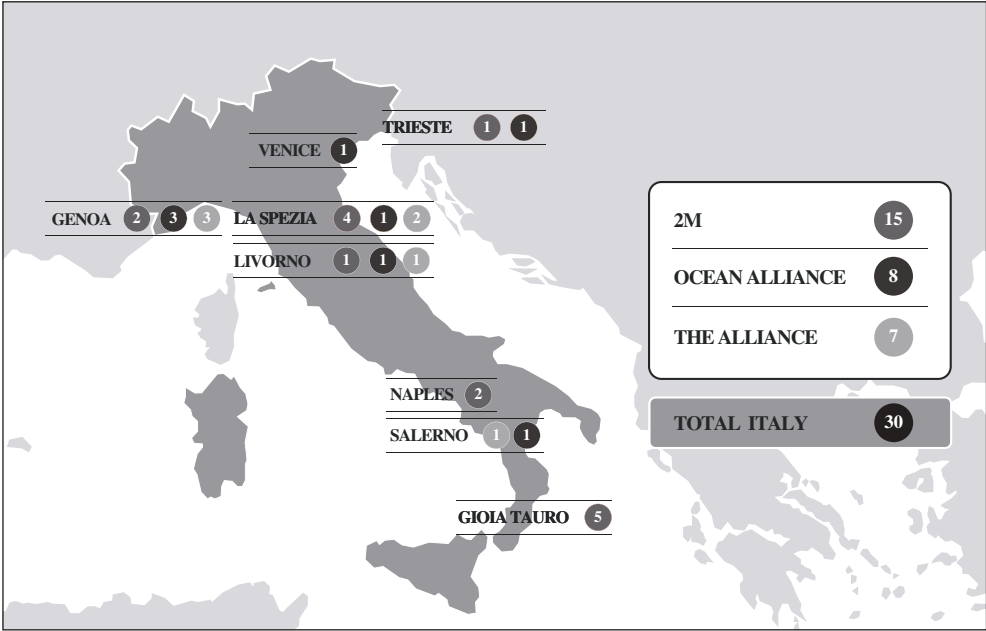 TRIESTE 1 1
VENICE 1
GENOA 2 3 3
LA SPEZIA 4 1 2
LIVORNO 1 1 1
NAPLES 2
SALERNO 1 1
GIOIA TAURO 5
2M 15
OCEAN ALLIANCE 8
THE ALLIANCE 7
TOTAL ITALY 30